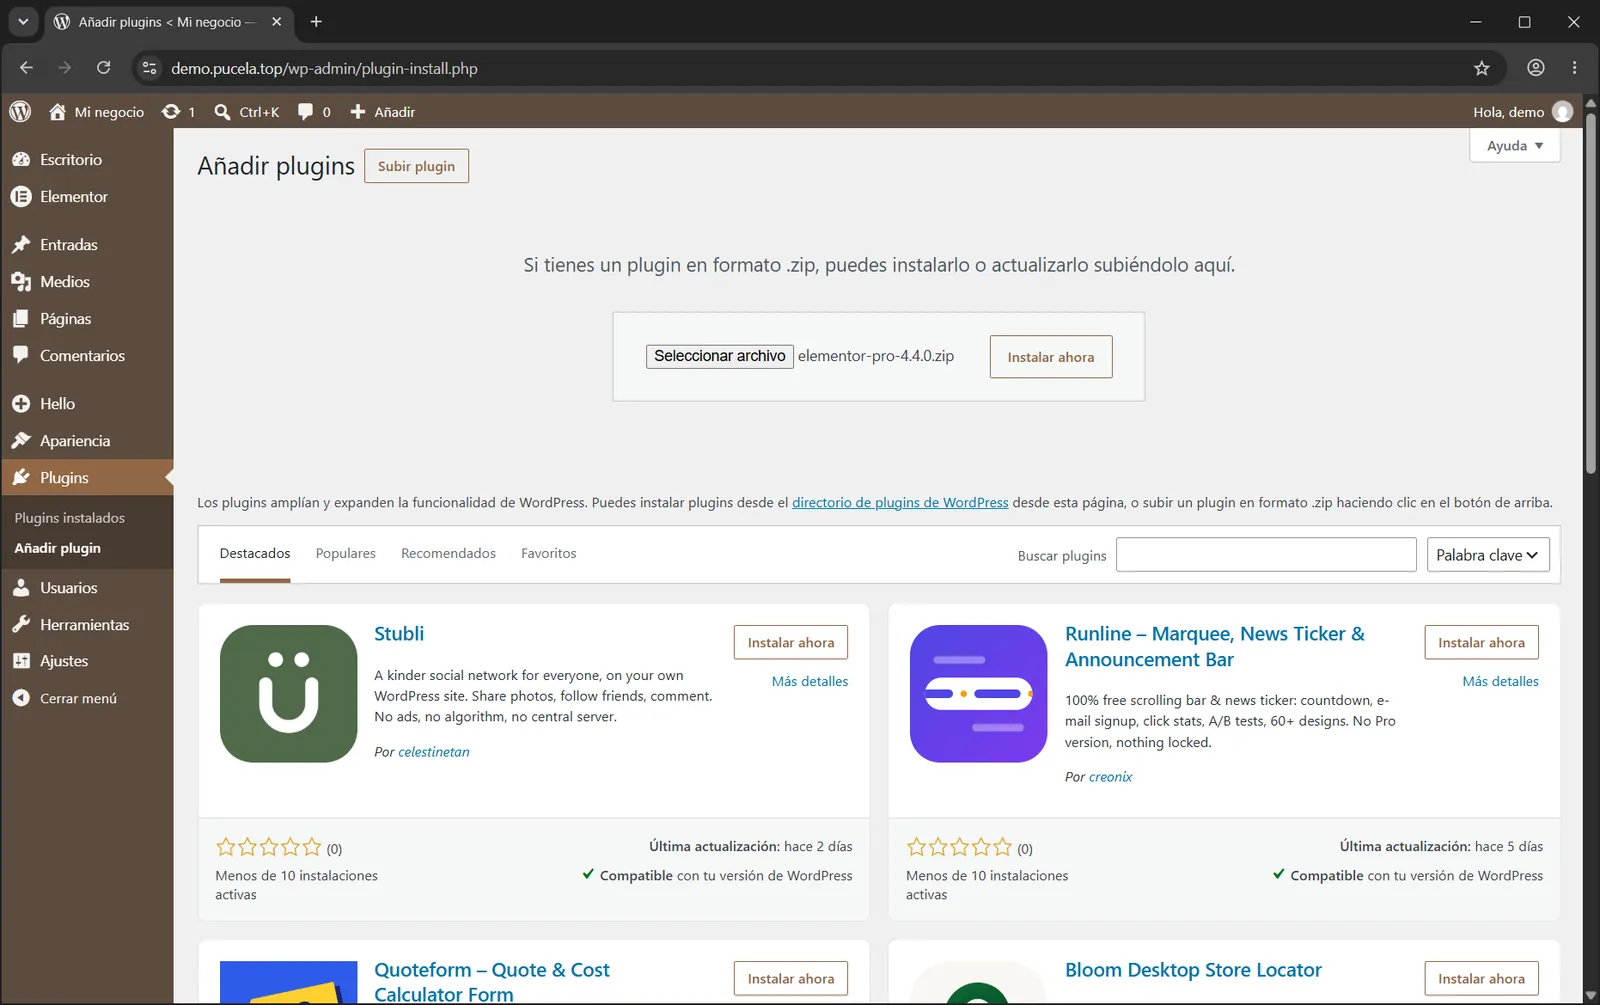 Añadir plugins < Mi negocio —
demo.pucela.top/wp-admin/plugin-install.php
Mi negocio
1
Ctrl+K
0
Añadir
Hola, demo
Escritorio
Elementor
Entradas
Medios
Páginas
Comentarios
Hello
Apariencia
Plugins
Plugins instalados
Añadir plugin
Usuarios
Herramientas
Ajustes
Cerrar menú
Añadir plugins
Subir plugin
Ayuda
Si tienes un plugin en formato .zip, puedes instalarlo o actualizarlo subiéndolo aquí.
Seleccionar archivo elementor-pro-4.4.0.zip
Instalar ahora
Los plugins amplían y expanden la funcionalidad de WordPress. Puedes instalar plugins desde el directorio de plugins de WordPress desde esta página, o subir un plugin en formato .zip haciendo clic en el botón de arriba.
Destacados
Populares
Recomendados
Favoritos
Buscar plugins
Palabra clave
Stubli
Instalar ahora
Más detalles
A kinder social network for everyone, on your own
WordPress site. Share photos, follow friends, comment.
No ads, no algorithm, no central server.
Por celestinetan
(0)
Menos de 10 instalaciones
activas
Última actualización: hace 2 días
Compatible con tu versión de WordPress
Runline – Marquee, News Ticker &
Announcement Bar
Instalar ahora
Más detalles
100% free scrolling bar & news ticker: countdown, e-
mail signup, click stats, A/B tests, 60+ designs. No Pro
version, nothing locked.
Por creonix
(0)
Menos de 10 instalaciones
activas
Última actualización: hace 5 días
Compatible con tu versión de WordPress
Quoteform – Quote & Cost
Calculator Form
Instalar ahora
Bloom Desktop Store Locator
Instalar ahora